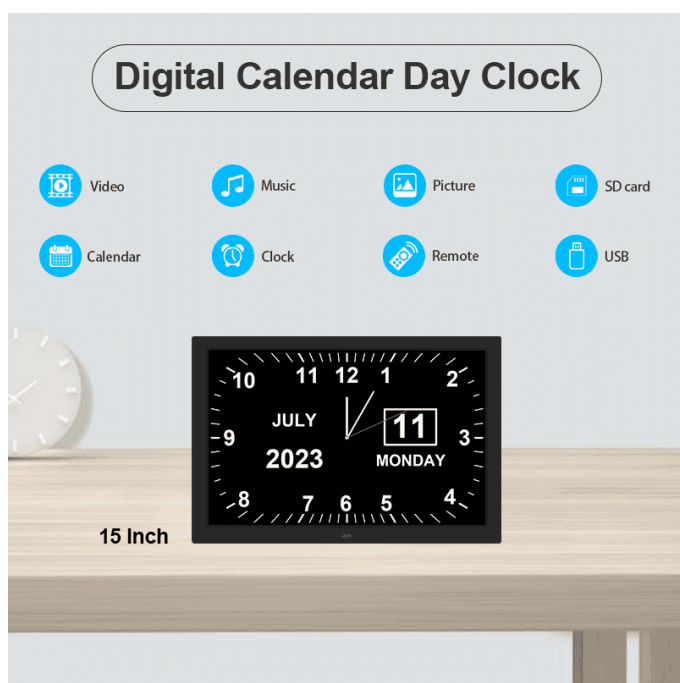 Digital Calendar Day Clock
Video
Music
Picture
SD card
Calendar
Clock
Remote
USB
10 11 12 1 2
JULY
11
9
3
2023
MONDAY
8 7 6 5 4
15 Inch